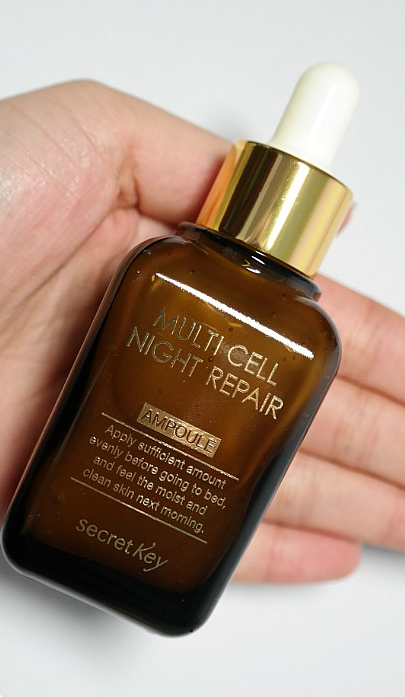 MULTI CELL
NIGHT REPAIR
AMPOULE
Apply sufficient amount
evenly before going to bed,
and feel the moist and
clean skin next morning.
secret Key